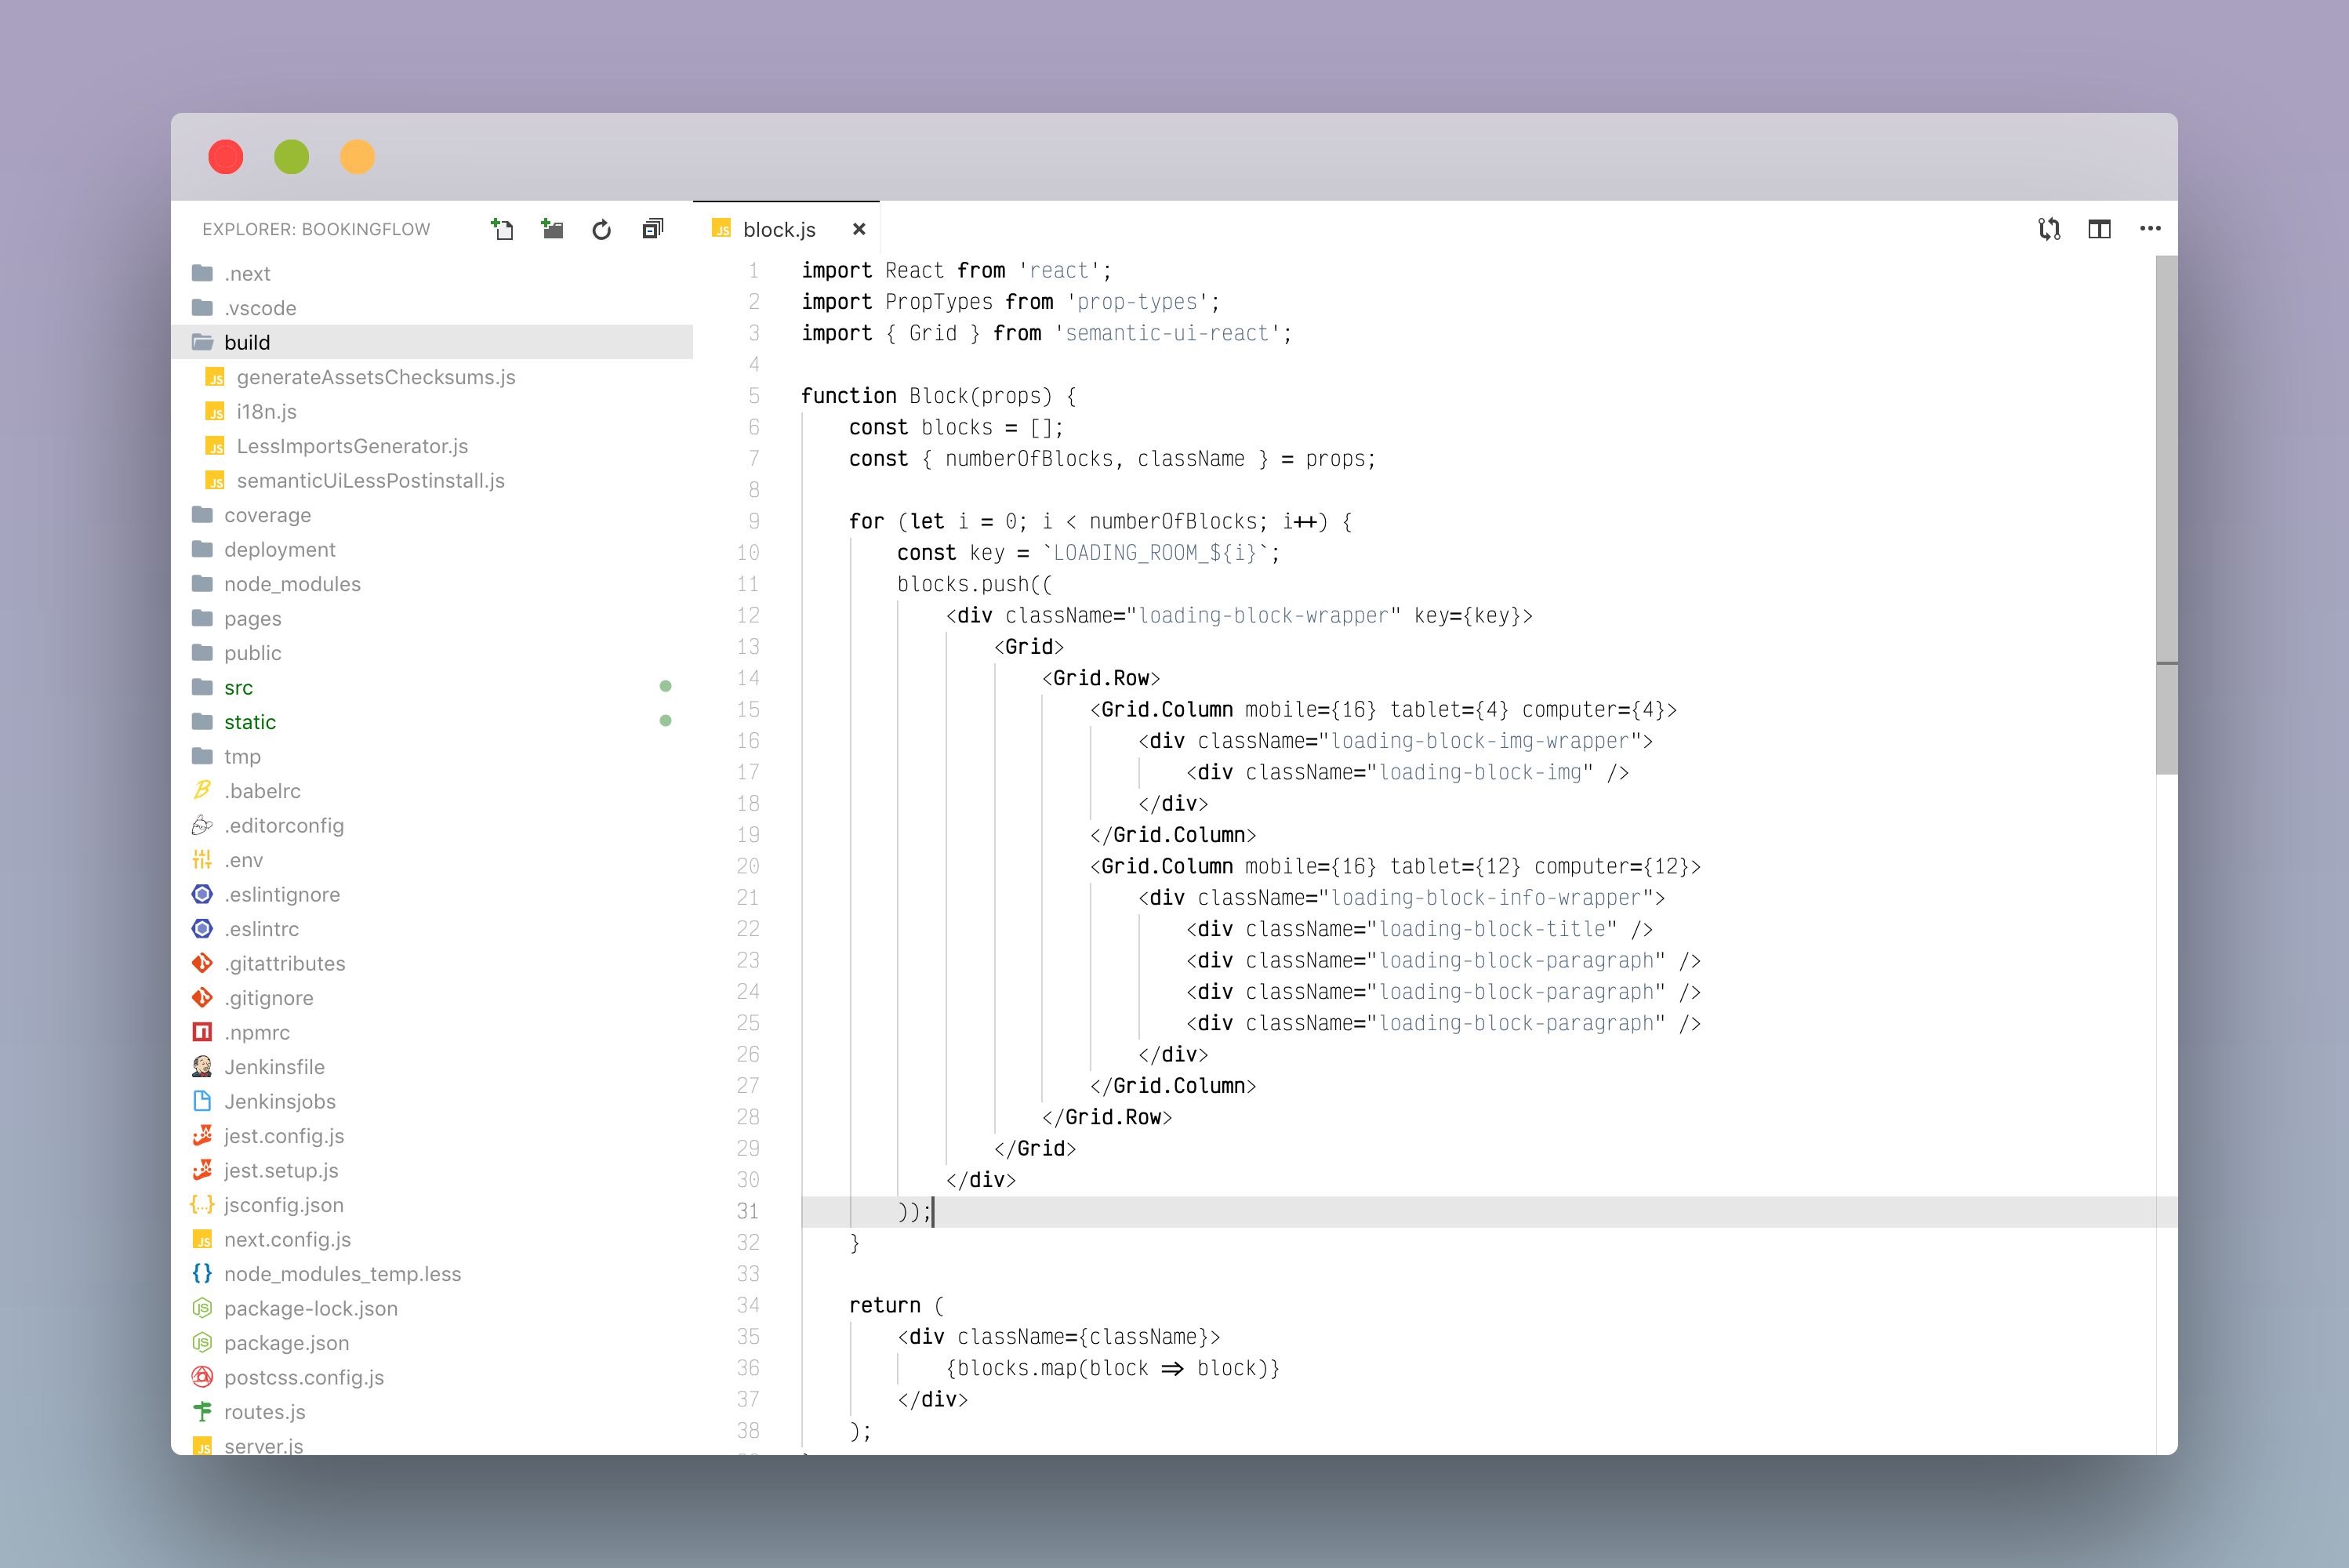 EXPLORER: BOOKINGFLOW
.next
.vscode
build
generateAssetsChecksums.js
i18n.js
LessImportsGenerator.js
semanticUiLessPostinstall.js
coverage
deployment
node_modules
pages
public
src
static
tmp
.babelrc
.editorconfig
.env
.eslintignore
.eslintrc
.gitattributes
.gitignore
.npmrc
Jenkinsfile
Jenkinsjobs
jest.config.js
jest.setup.js
jsconfig.json
next.config.js
node_modules_temp.less
package-lock.json
package.json
postcss.config.js
routes.js
server.js
block.js
1 import React from 'react';
2 import PropTypes from 'prop-types';
3 import { Grid } from 'semantic-ui-react';
4
5 function Block(props) {
6     const blocks = [];
7     const { numberOfBlocks, className } = props;
8
9     for (let i = 0; i < numberOfBlocks; i++) {
10         const key = `LOADING_ROOM_${i}`;
11         blocks.push((
12             <div className="loading-block-wrapper" key={key}>
13                 <Grid>
14                     <Grid.Row>
15                         <Grid.Column mobile={16} tablet={4} computer={4}>
16                             <div className="loading-block-img-wrapper">
17                                 <div className="loading-block-img" />
18                             </div>
19                         </Grid.Column>
20                         <Grid.Column mobile={16} tablet={12} computer={12}>
21                             <div className="loading-block-info-wrapper">
22                                 <div className="loading-block-title" />
23                                 <div className="loading-block-paragraph" />
24                                 <div className="loading-block-paragraph" />
25                                 <div className="loading-block-paragraph" />
26                             </div>
27                         </Grid.Column>
28                     </Grid.Row>
29                 </Grid>
30             </div>
31         ));
32     }
33
34     return (
35         <div className={className}>
36             {blocks.map(block => block)}
37         </div>
38     );